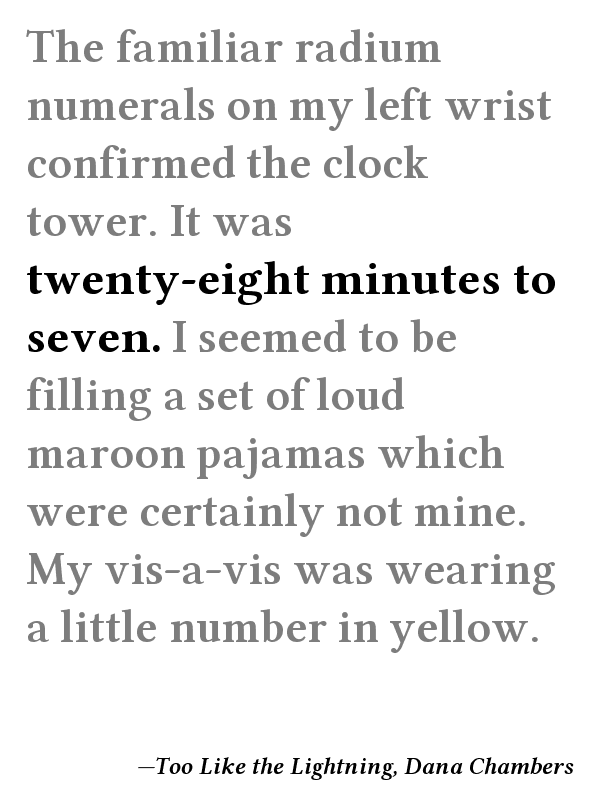 The familiar radium
numerals on my left wrist
confirmed the clock
tower. It was
twenty-eight minutes to
seven. I seemed to be
filling a set of loud
maroon pajamas which
were certainly not mine.
My vis-a-vis was wearing
a little number in yellow.
—Too Like the Lightning, Dana Chambers